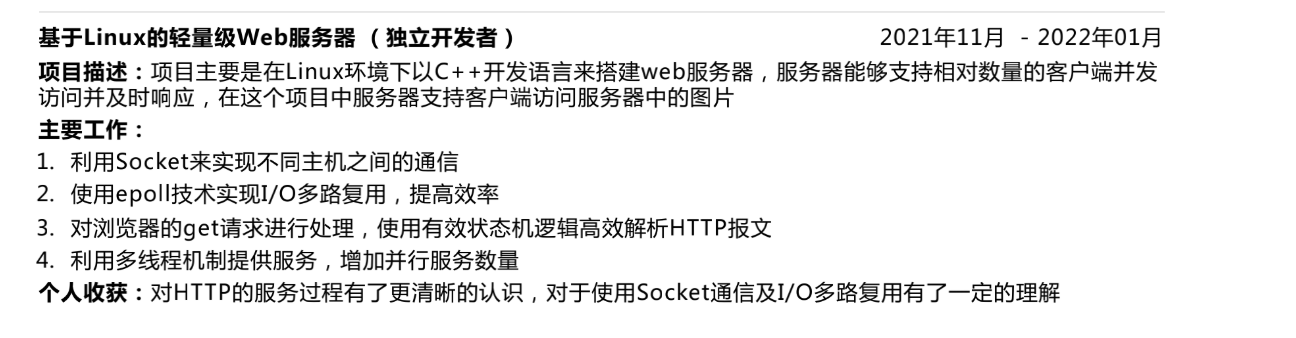 基于Linux的轻量级Web服务器 （独立开发者） 2021年11月 - 2022年01月
项目描述：项目主要是在Linux环境下以C++开发语言来搭建web服务器，服务器能够支持相对数量的客户端并发
访问并及时响应，在这个项目中服务器支持客户端访问服务器中的图片
主要工作：
1. 利用Socket来实现不同主机之间的通信
2. 使用epoll技术实现I/O多路复用，提高效率
3. 对浏览器的get请求进行处理，使用有效状态机逻辑高效解析HTTP报文
4. 利用多线程机制提供服务，增加并行服务数量
个人收获：对HTTP的服务过程有了更清晰的认识，对于使用Socket通信及I/O多路复用有了一定的理解